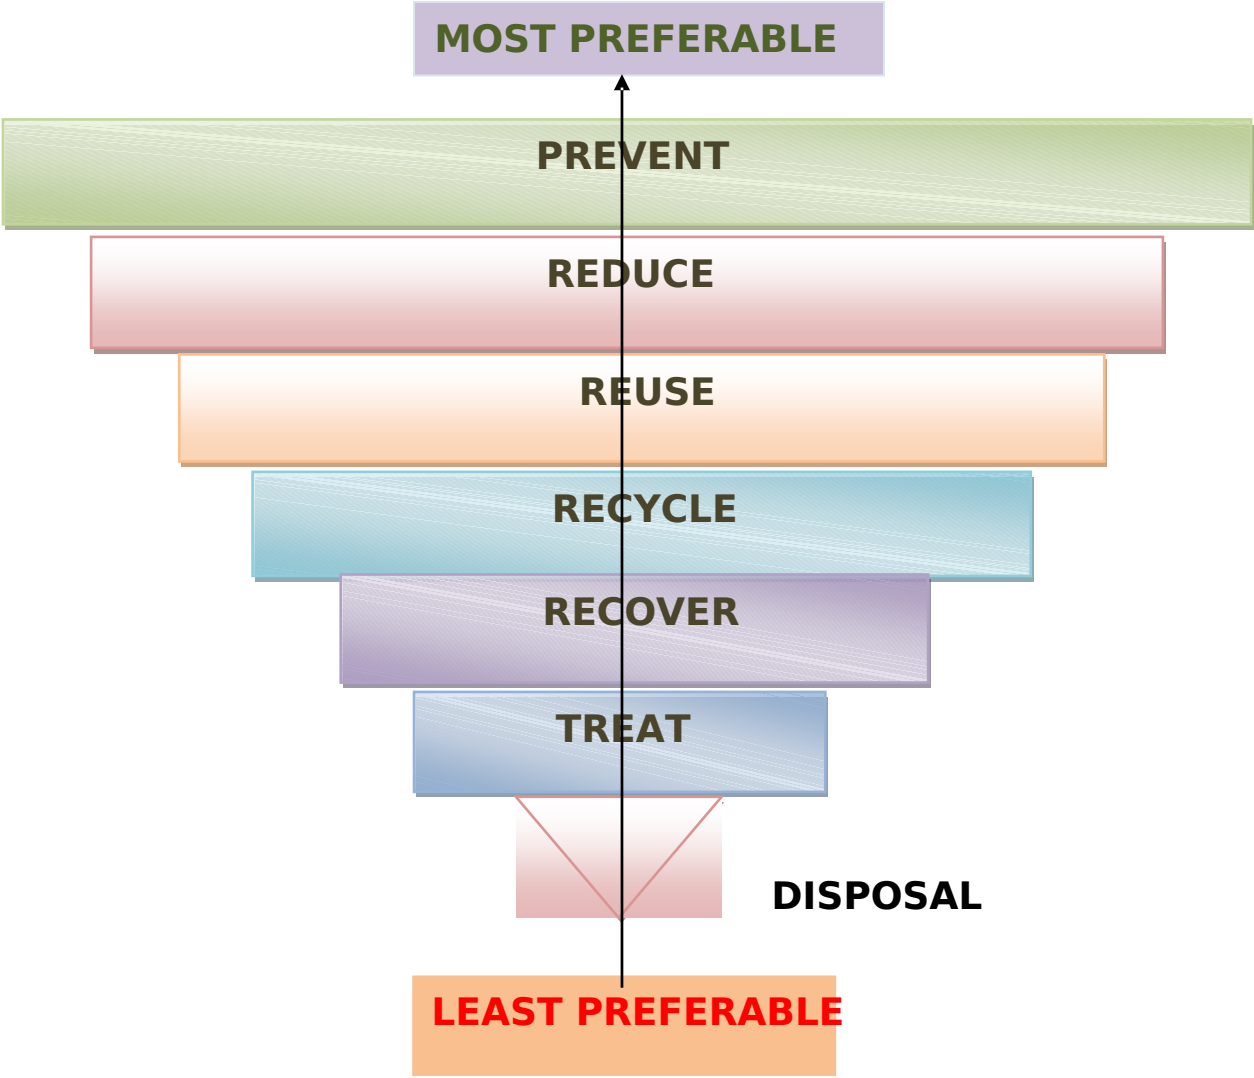 MOST PREFERABLE
PREVENT
REDUCE
REUSE
RECYCLE
RECOVER
TREAT
DISPOSAL
LEAST PREFERABLE